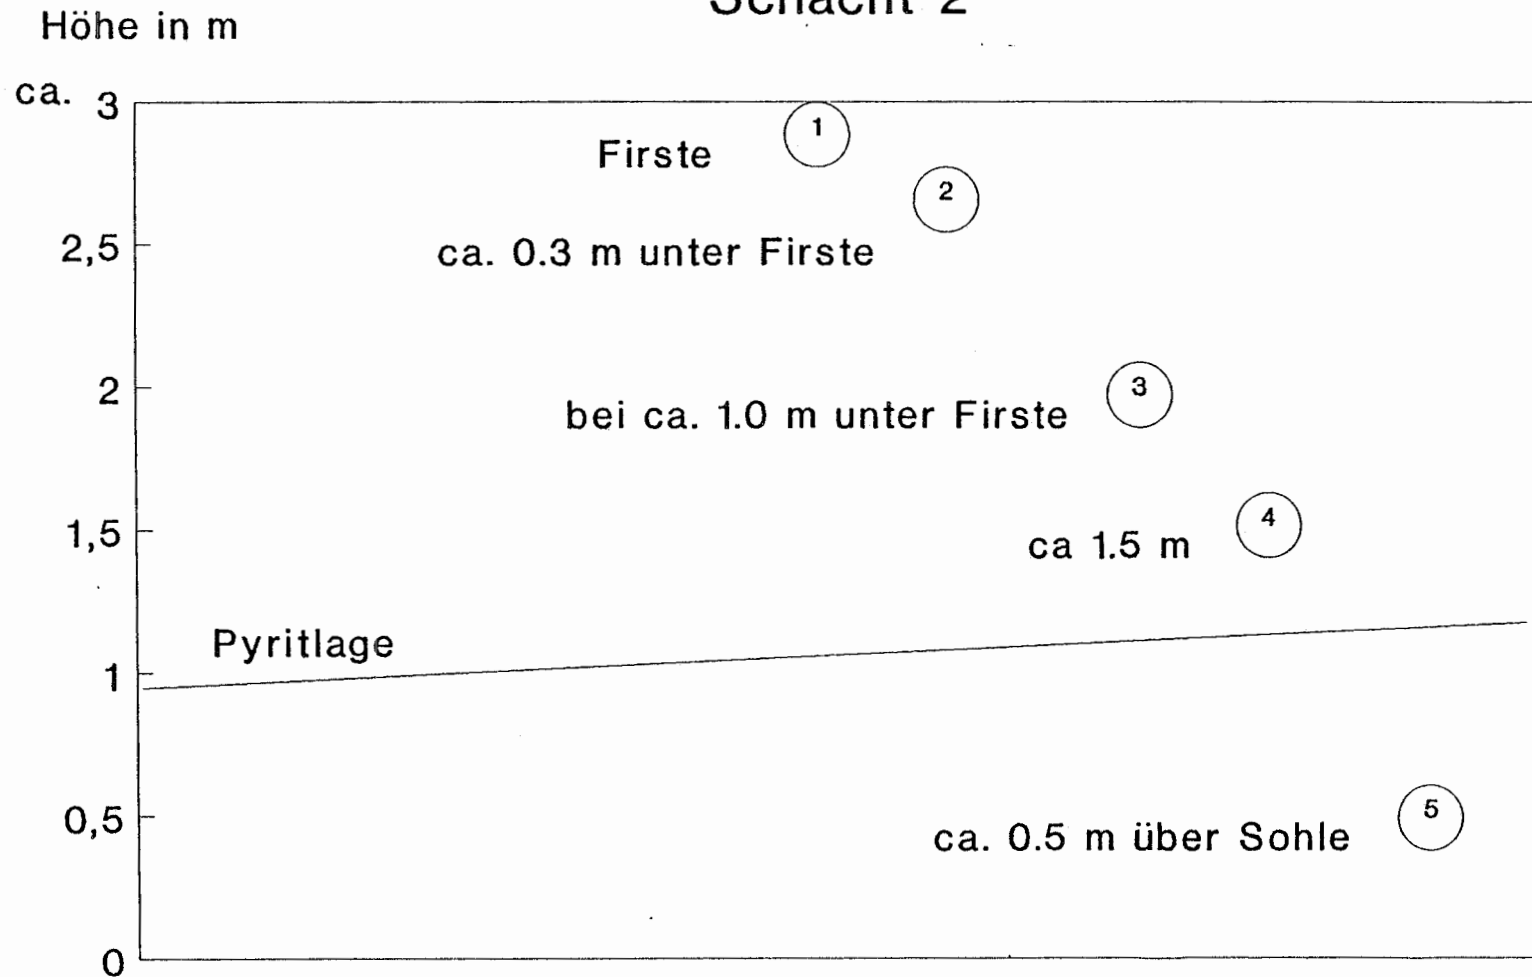 Schacht 2
Höhe in m
ca. 3
1
Firste
2
2,5
ca. 0.3 m unter Firste
2
3
bei ca. 1.0 m unter Firste
1,5
4
ca 1.5 m
Pyritlage
1
0,5
5
ca. 0.5 m über Sohle
0